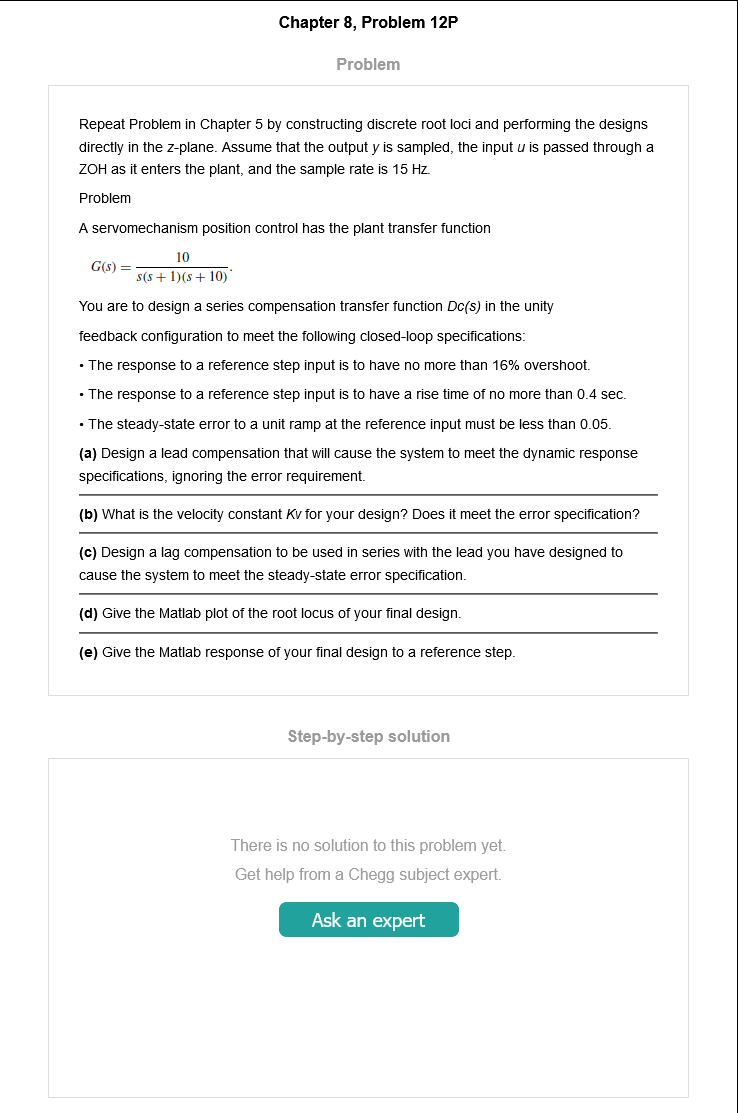 Chapter 8, Problem 12P
Problem
Repeat Problem in Chapter 5 by constructing discrete root loci and performing the designs
directly in the z-plane. Assume that the output y is sampled, the input u is passed through a
ZOH as it enters the plant, and the sample rate is 15 Hz.
Problem
A servomechanism position control has the plant transfer function
G(s) = 10 / s(s + 1)(s + 10) .
You are to design a series compensation transfer function Dc(s) in the unity
feedback configuration to meet the following closed-loop specifications:
• The response to a reference step input is to have no more than 16% overshoot.
• The response to a reference step input is to have a rise time of no more than 0.4 sec.
• The steady-state error to a unit ramp at the reference input must be less than 0.05.
(a) Design a lead compensation that will cause the system to meet the dynamic response
specifications, ignoring the error requirement.
(b) What is the velocity constant Kv for your design? Does it meet the error specification?
(c) Design a lag compensation to be used in series with the lead you have designed to
cause the system to meet the steady-state error specification.
(d) Give the Matlab plot of the root locus of your final design.
(e) Give the Matlab response of your final design to a reference step.
Step-by-step solution
There is no solution to this problem yet.
Get help from a Chegg subject expert.
Ask an expert